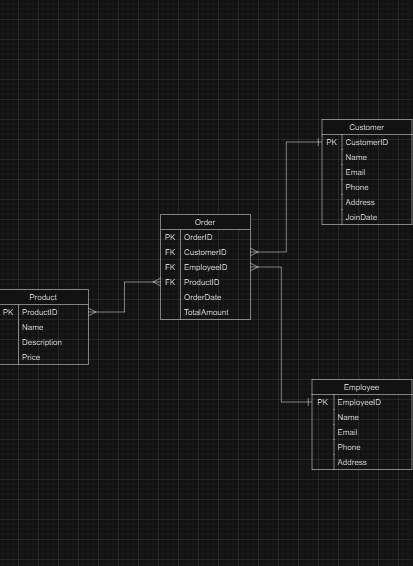 Customer
PK CustomerID
Name
Email
Phone
Address
JoinDate
Order
PK OrderID
FK CustomerID
FK EmployeeID
FK ProductID
OrderDate
TotalAmount
Product
PK ProductID
Name
Description
Price
Employee
PK EmployeeID
Name
Email
Phone
Address